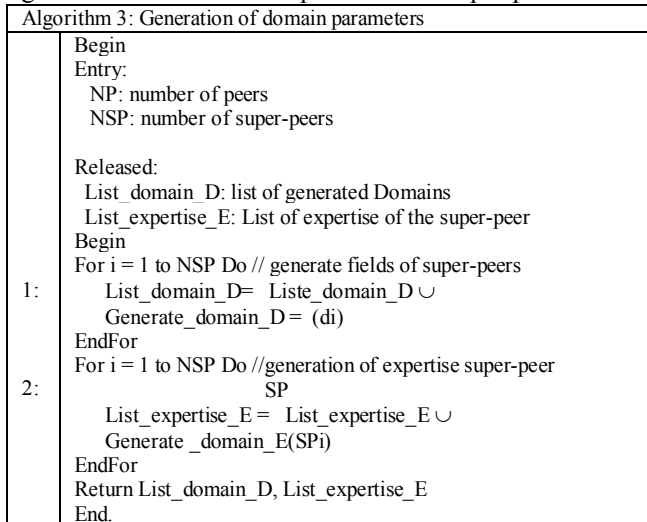 Algorithm 3: Generation of domain parameters
Begin
Entry:
NP: number of peers
NSP: number of super-peers
Released:
List_domain_D: list of generated Domains
List_expertise_E: List of expertise of the super-peer
Begin
For i = 1 to NSP Do // generate fields of super-peers
1: List_domain_D= Liste_domain_D ∪
Generate_domain_D = (di)
EndFor
For i = 1 to NSP Do //generation of expertise super-peer
2: SP
List_expertise_E = List_expertise_E ∪
Generate _domain_E(SPi)
EndFor
Return List_domain_D, List_expertise_E
End.